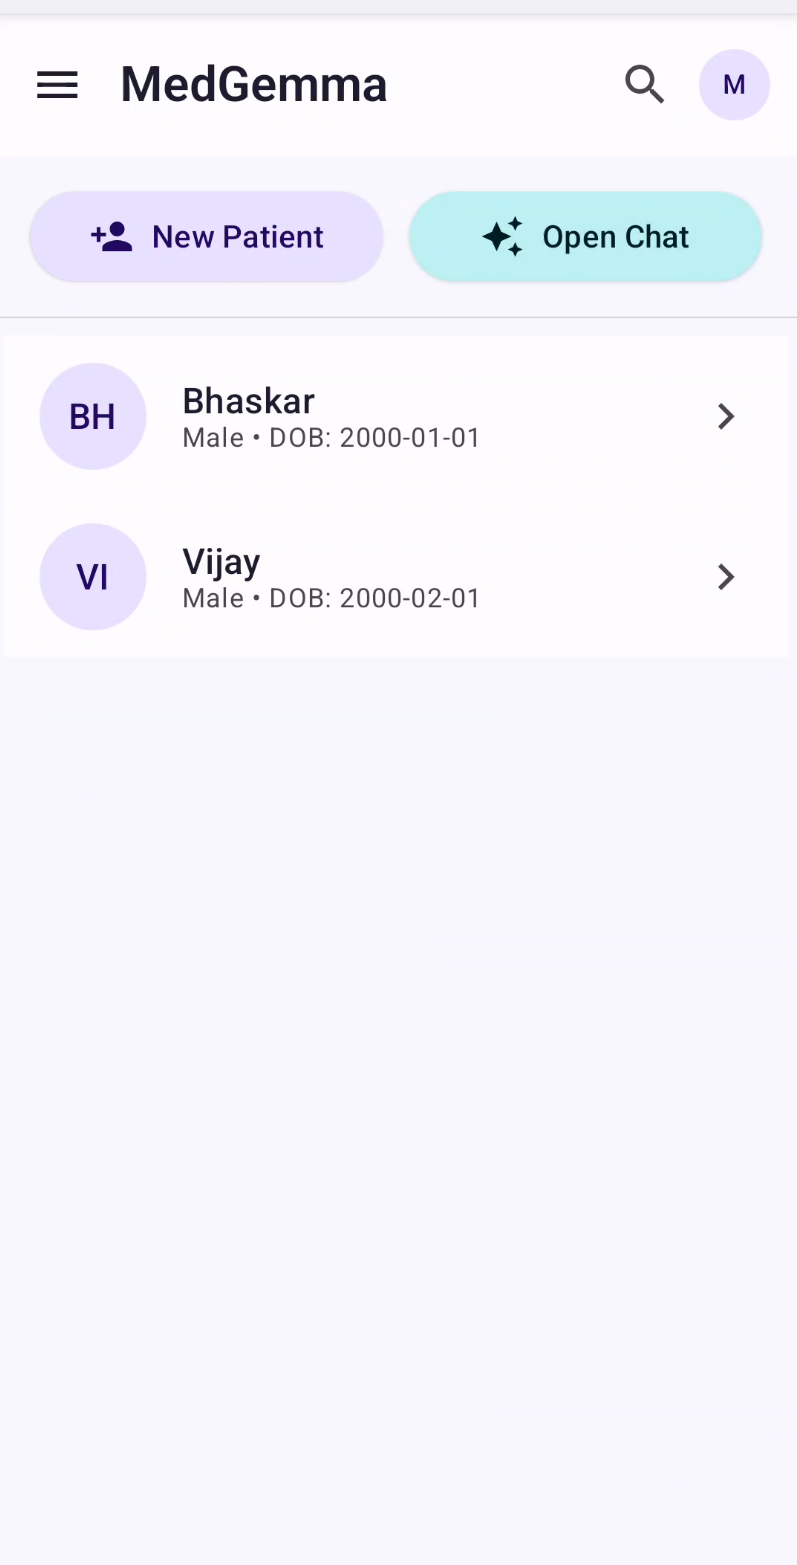 MedGemma
M
New Patient
Open Chat
BH
Bhaskar
Male • DOB: 2000-01-01
VI
Vijay
Male • DOB: 2000-02-01